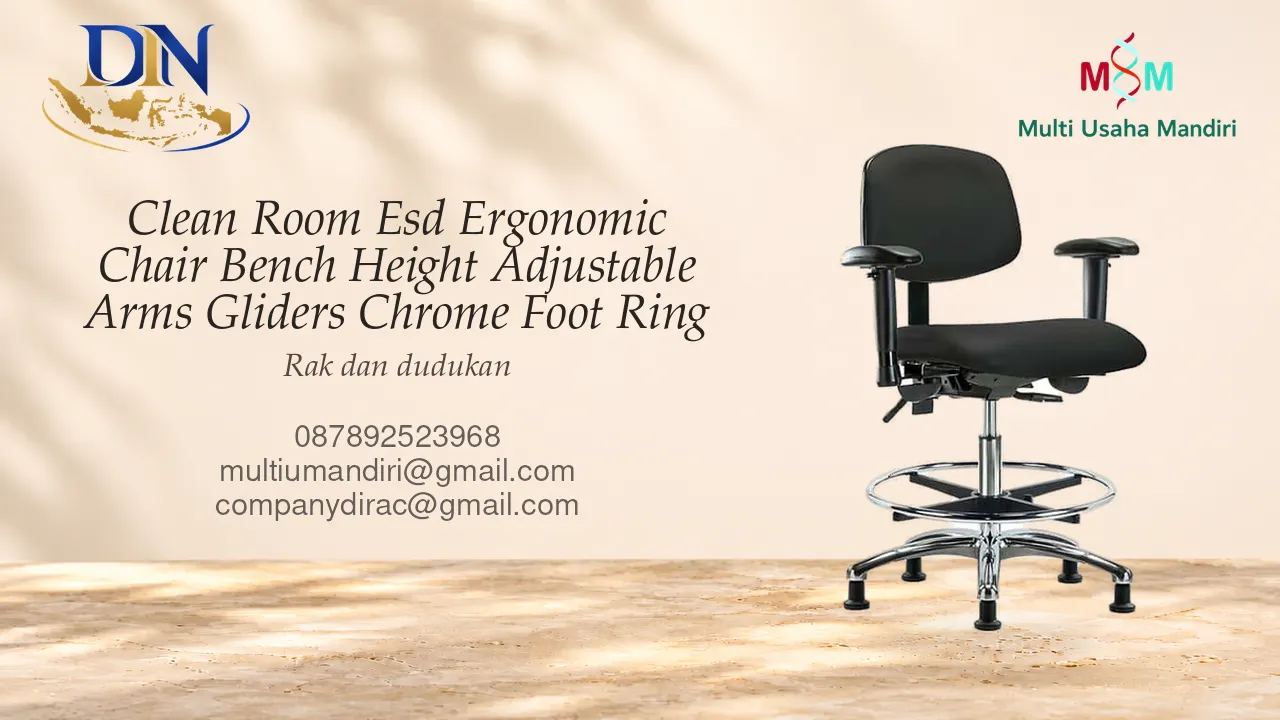 DIN
M M
Multi Usaha Mandiri
Clean Room Esd Ergonomic
Chair Bench Height Adjustable
Arms Gliders Chrome Foot Ring
Rak dan dudukan
087892523968
multiumandiri@gmail.com
companydirac@gmail.com